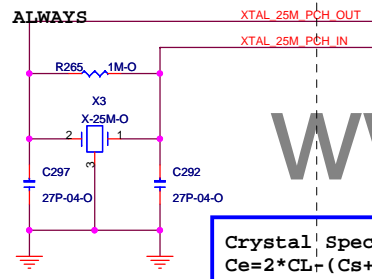 ALWAYS
XTAL_25M_PCH_OUT
XTAL_25M_PCH_IN
R265 1M-O
X3
X-25M-O
2 1
3
C297 C292
27P-04-O 27P-04-O
Crystal Spec
Ce=2*CL-(Cs+